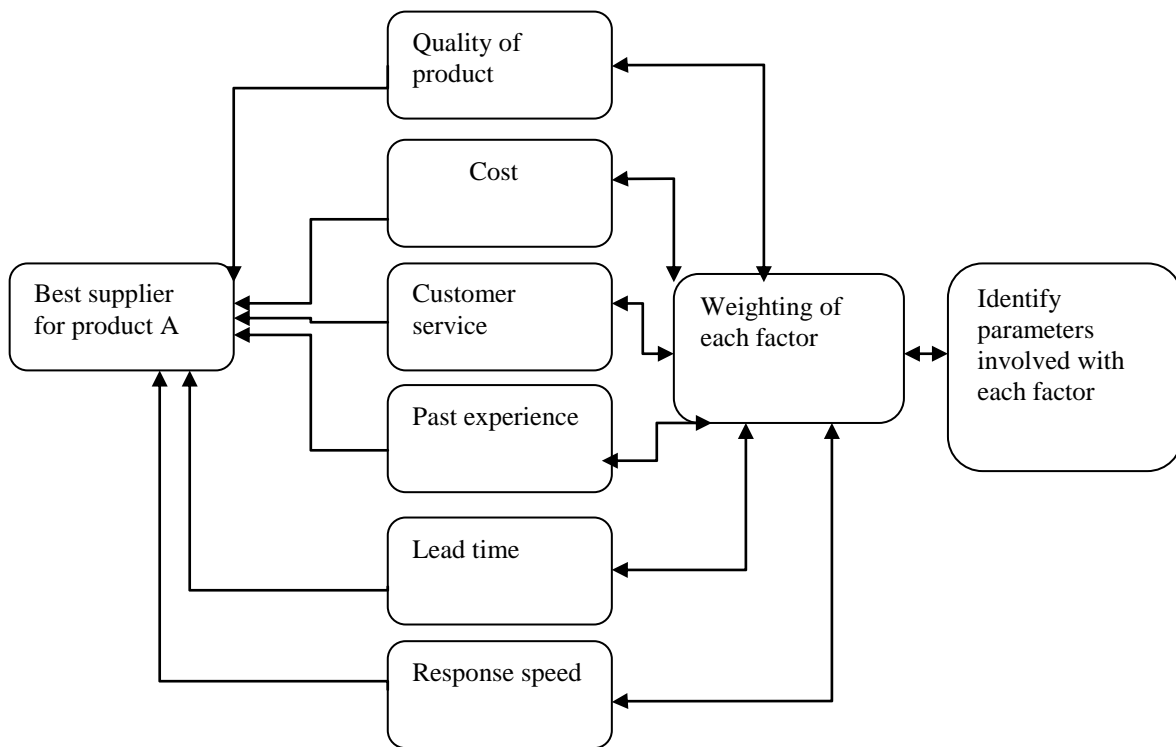 Quality of
product
Cost
Best supplier
for product A
Customer
service
Past experience
Lead time
Response speed
Weighting of
each factor
Identify
parameters
involved with
each factor